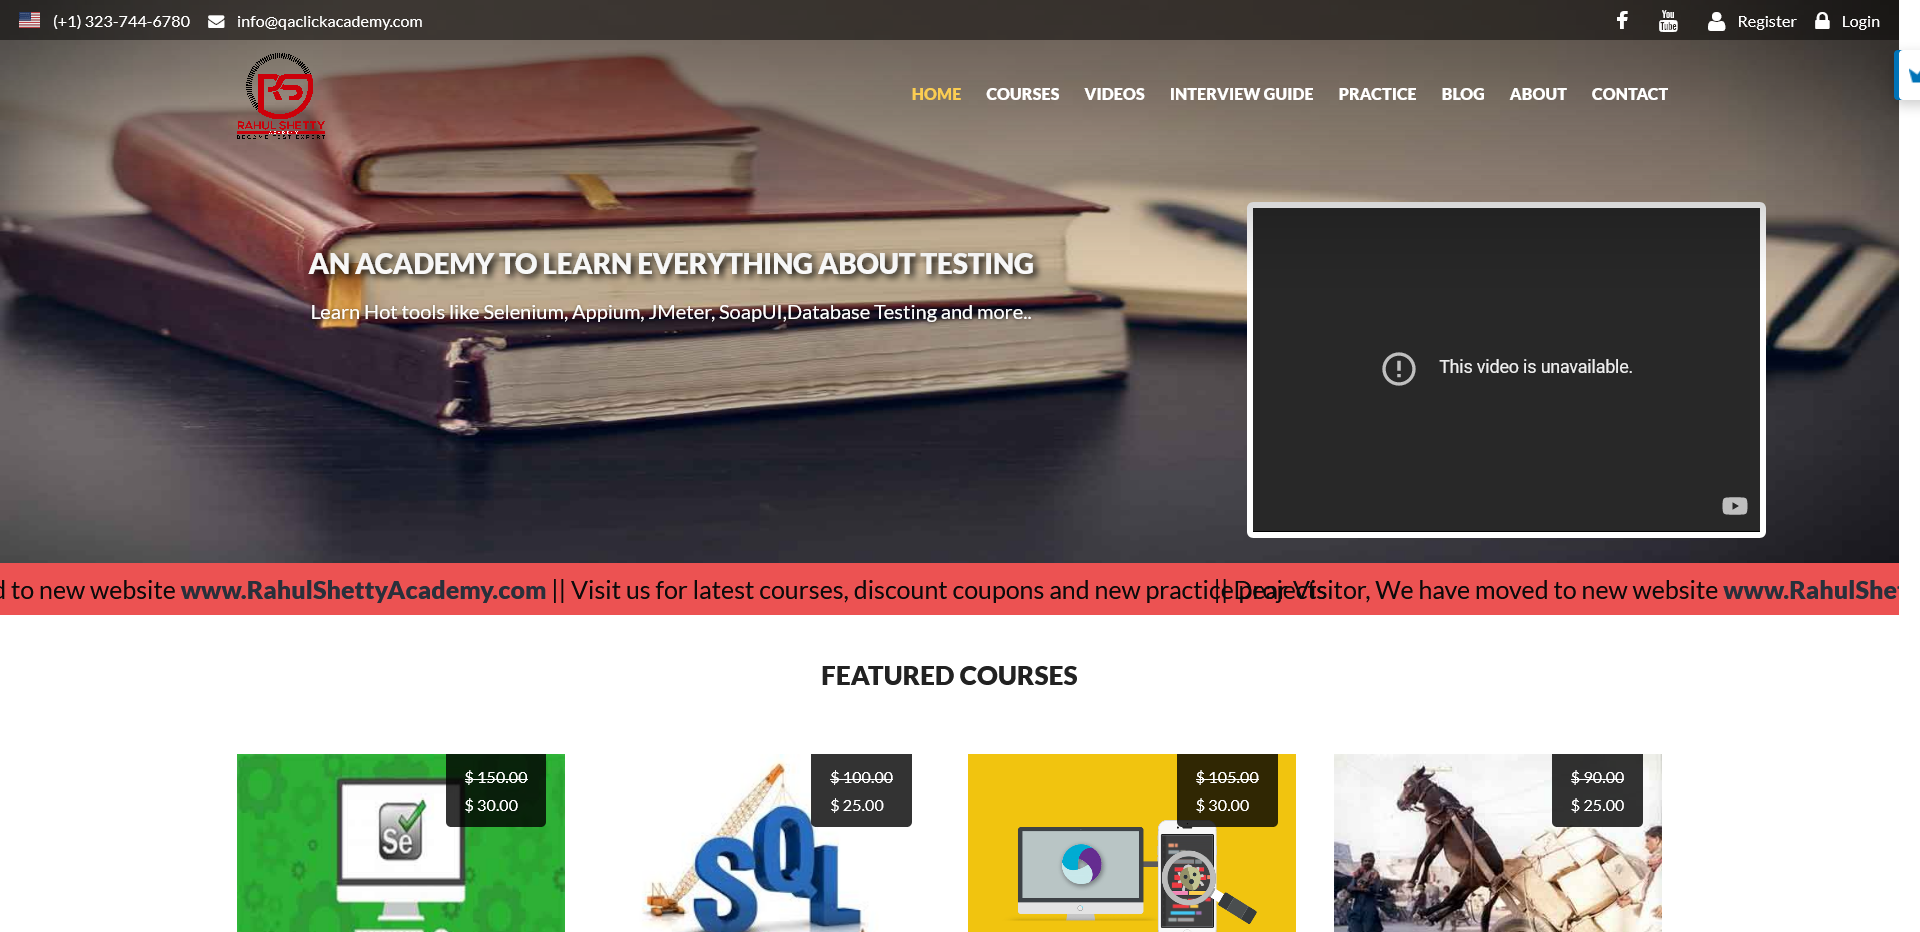 (+1) 323-744-6780 info@qaclickacademy.com
You Tube Register Login
RAHUL SHETTY
ACADEMY
HOME COURSES VIDEOS INTERVIEW GUIDE PRACTICE BLOG ABOUT CONTACT
AN ACADEMY TO LEARN EVERYTHING ABOUT TESTING
Learn Hot tools like Selenium, Appium, JMeter, SoapUI,Database Testing and more..
This video is unavailable.
d to new website www.RahulShettyAcademy.com || Visit us for latest courses, discount coupons and new practice Projects
|| Dear Visitor, We have moved to new website www.RahulShe
FEATURED COURSES
$ 150.00
$ 30.00
Se
$ 100.00
$ 25.00
SQL
$ 105.00
$ 30.00
$ 90.00
$ 25.00